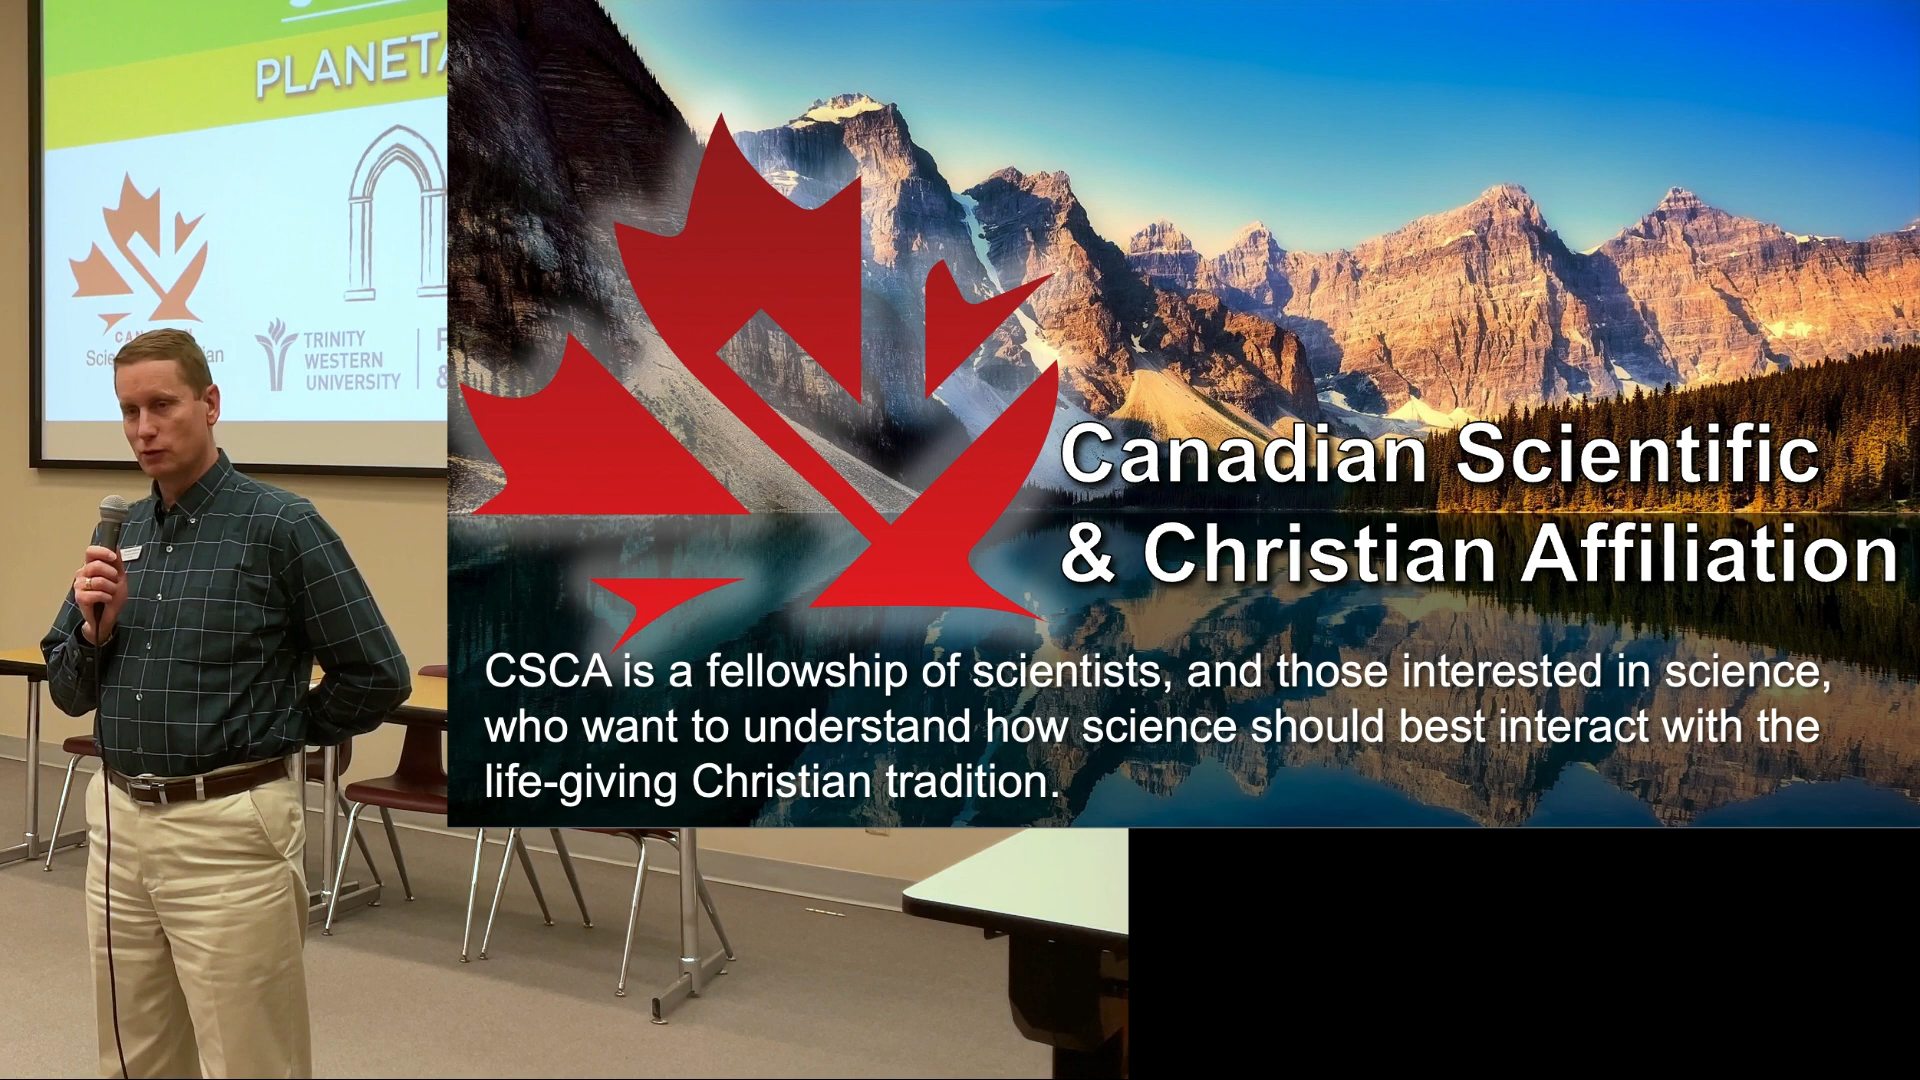 PLANETA
TRINITY
WESTERN
UNIVERSITY
Canadian Scientific
& Christian Affiliation
CSCA is a fellowship of scientists, and those interested in science,
who want to understand how science should best interact with the
life-giving Christian tradition.